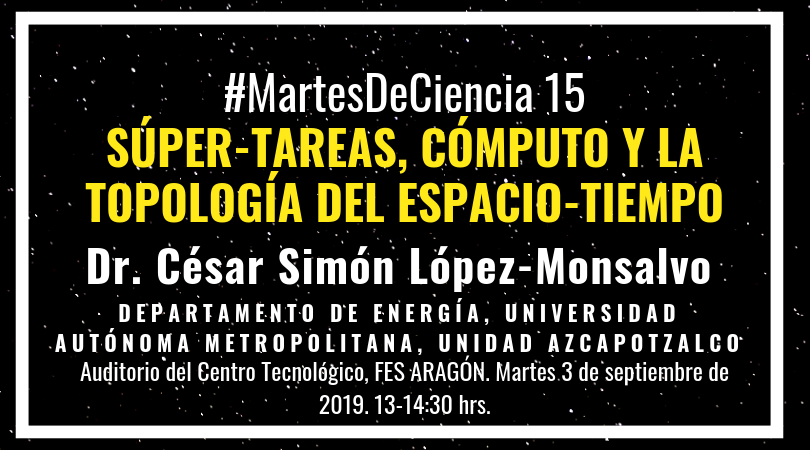 #MartesDeCiencia 15
SÚPER-TAREAS, CÓMPUTO Y LA
TOPOLOGÍA DEL ESPACIO-TIEMPO
Dr. César Simón López-Monsalvo
DEPARTAMENTO DE ENERGÍA, UNIVERSIDAD
AUTÓNOMA METROPOLITANA, UNIDAD AZCAPOTZALCO
Auditorio del Centro Tecnológico, FES ARAGÓN. Martes 3 de septiembre de
2019. 13-14:30 hrs.